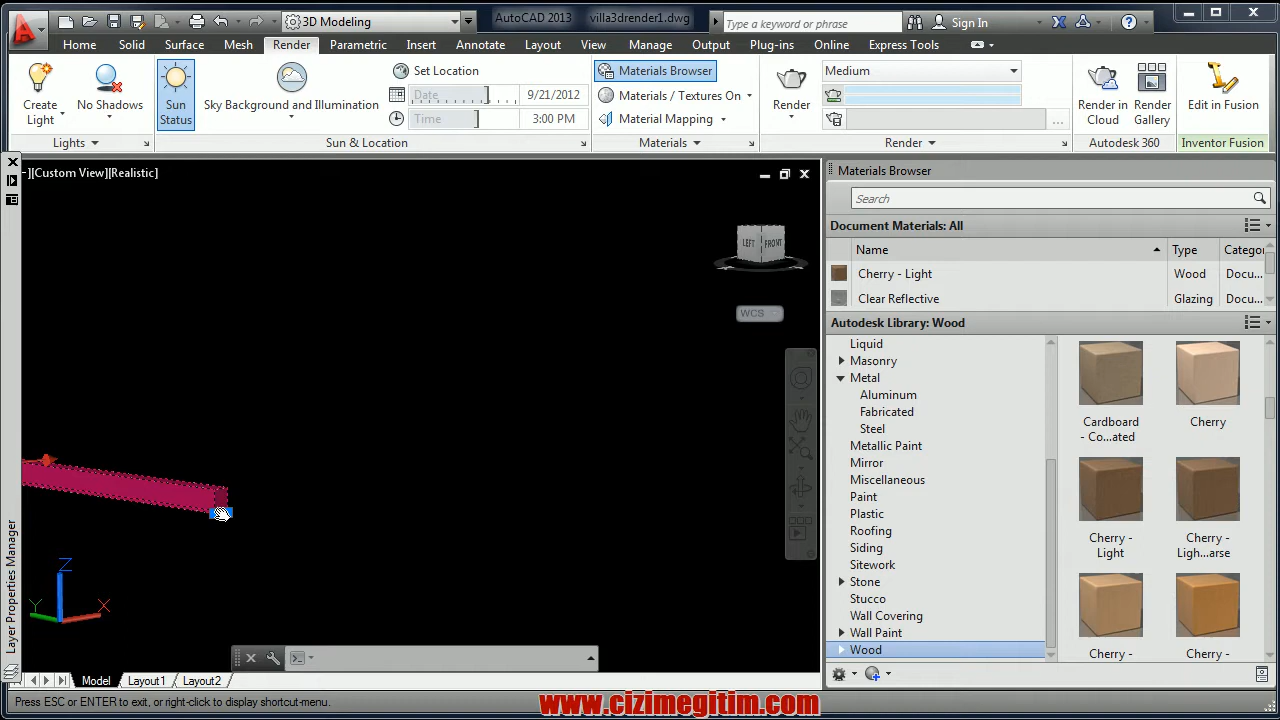 AutoCAD 2013 villa3drender1.dwg
3D Modeling
Type a keyword or phrase
Sign In
Home Solid Surface Mesh Render Parametric Insert Annotate Layout View Manage Output Plug-ins Online Express Tools
Create Light
No Shadows
Sun Status
Sky Background and Illumination
Set Location
Date 9/21/2012
Time 3:00 PM
Materials Browser
Materials / Textures On
Material Mapping
Render
Medium
Render in Cloud
Render Gallery
Edit in Fusion
Lights
Sun & Location
Materials
Render
Autodesk 360
Inventor Fusion
-][Custom View][Realistic]
LEFT
FRONT
WCS
Materials Browser
Search
Document Materials: All
Name Type Categor
Cherry - Light Wood Docu...
Clear Reflective Glazing Docu...
Autodesk Library: Wood
Liquid
Masonry
Metal
Aluminum
Fabricated
Steel
Metallic Paint
Mirror
Miscellaneous
Paint
Plastic
Roofing
Siding
Sitework
Stone
Stucco
Wall Covering
Wall Paint
Wood
Cardboard - Co...ated
Cherry
Cherry - Light
Cherry - Ligh...arse
Cherry -
Cherry -
Layer Properties Manager
Z
Y
X
Model Layout1 Layout2
Press ESC or ENTER to exit, or right-click to display shortcut-menu.
www.cizimegitim.com